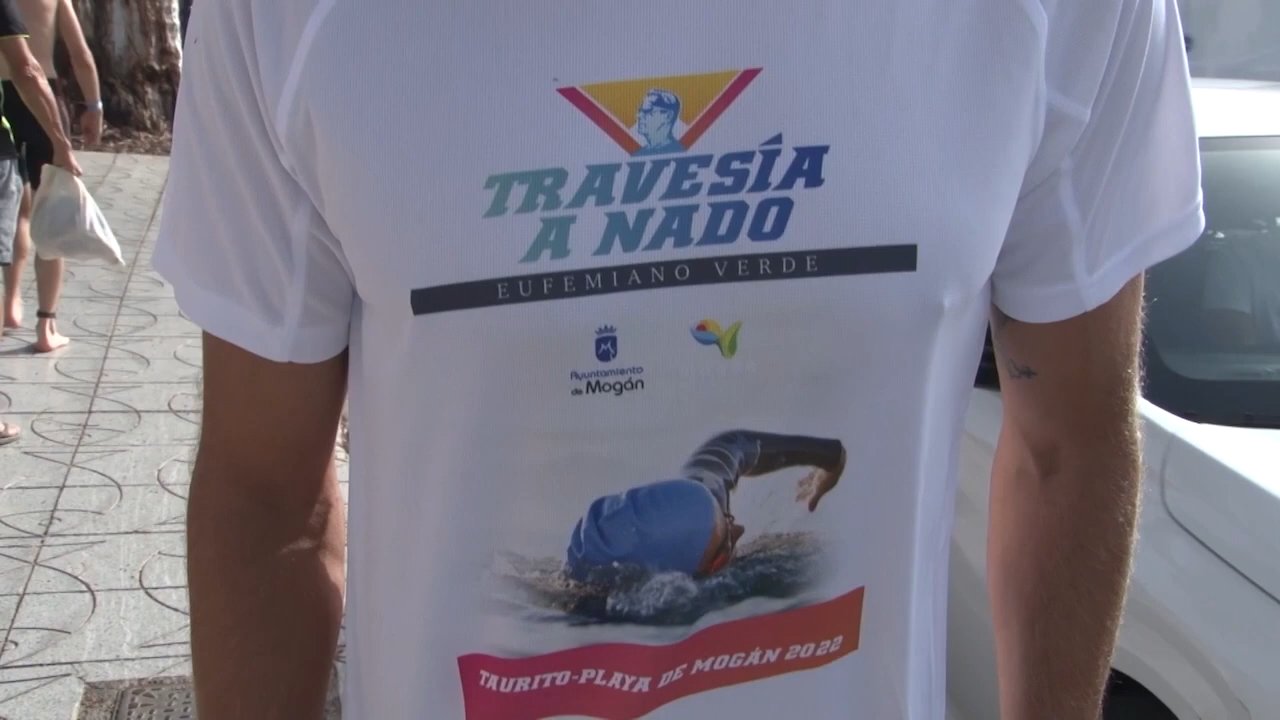 TRAVESÍA
A NADO
EUFEMIANO VERDE
Ayuntamiento
de Mogán
TAURITO-PLAYA DE MOGÁN 2022